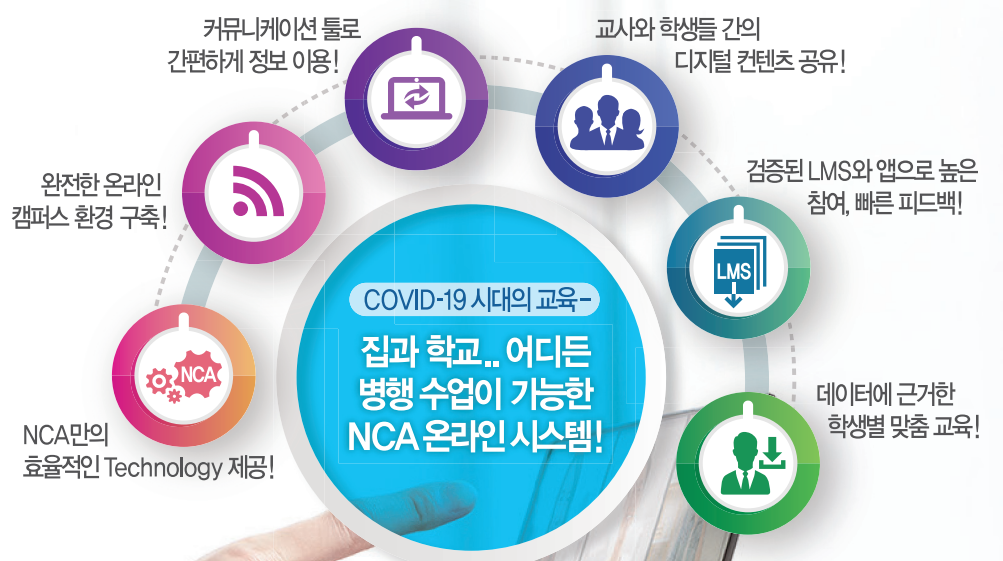 커뮤니케이션 툴로
간편하게 정보 이용!
교사와 학생들 간의
디지털 컨텐츠 공유!
완전한 온라인
캠퍼스 환경 구축!
검증된 LMS와 앱으로 높은
참여, 빠른 피드백!
LMS
COVID-19 시대의 교육-
집과 학교.. 어디든
병행 수업이 가능한
NCA 온라인 시스템!
NCA
NCA만의
효율적인 Technology 제공!
데이터에 근거한
학생별 맞춤 교육!